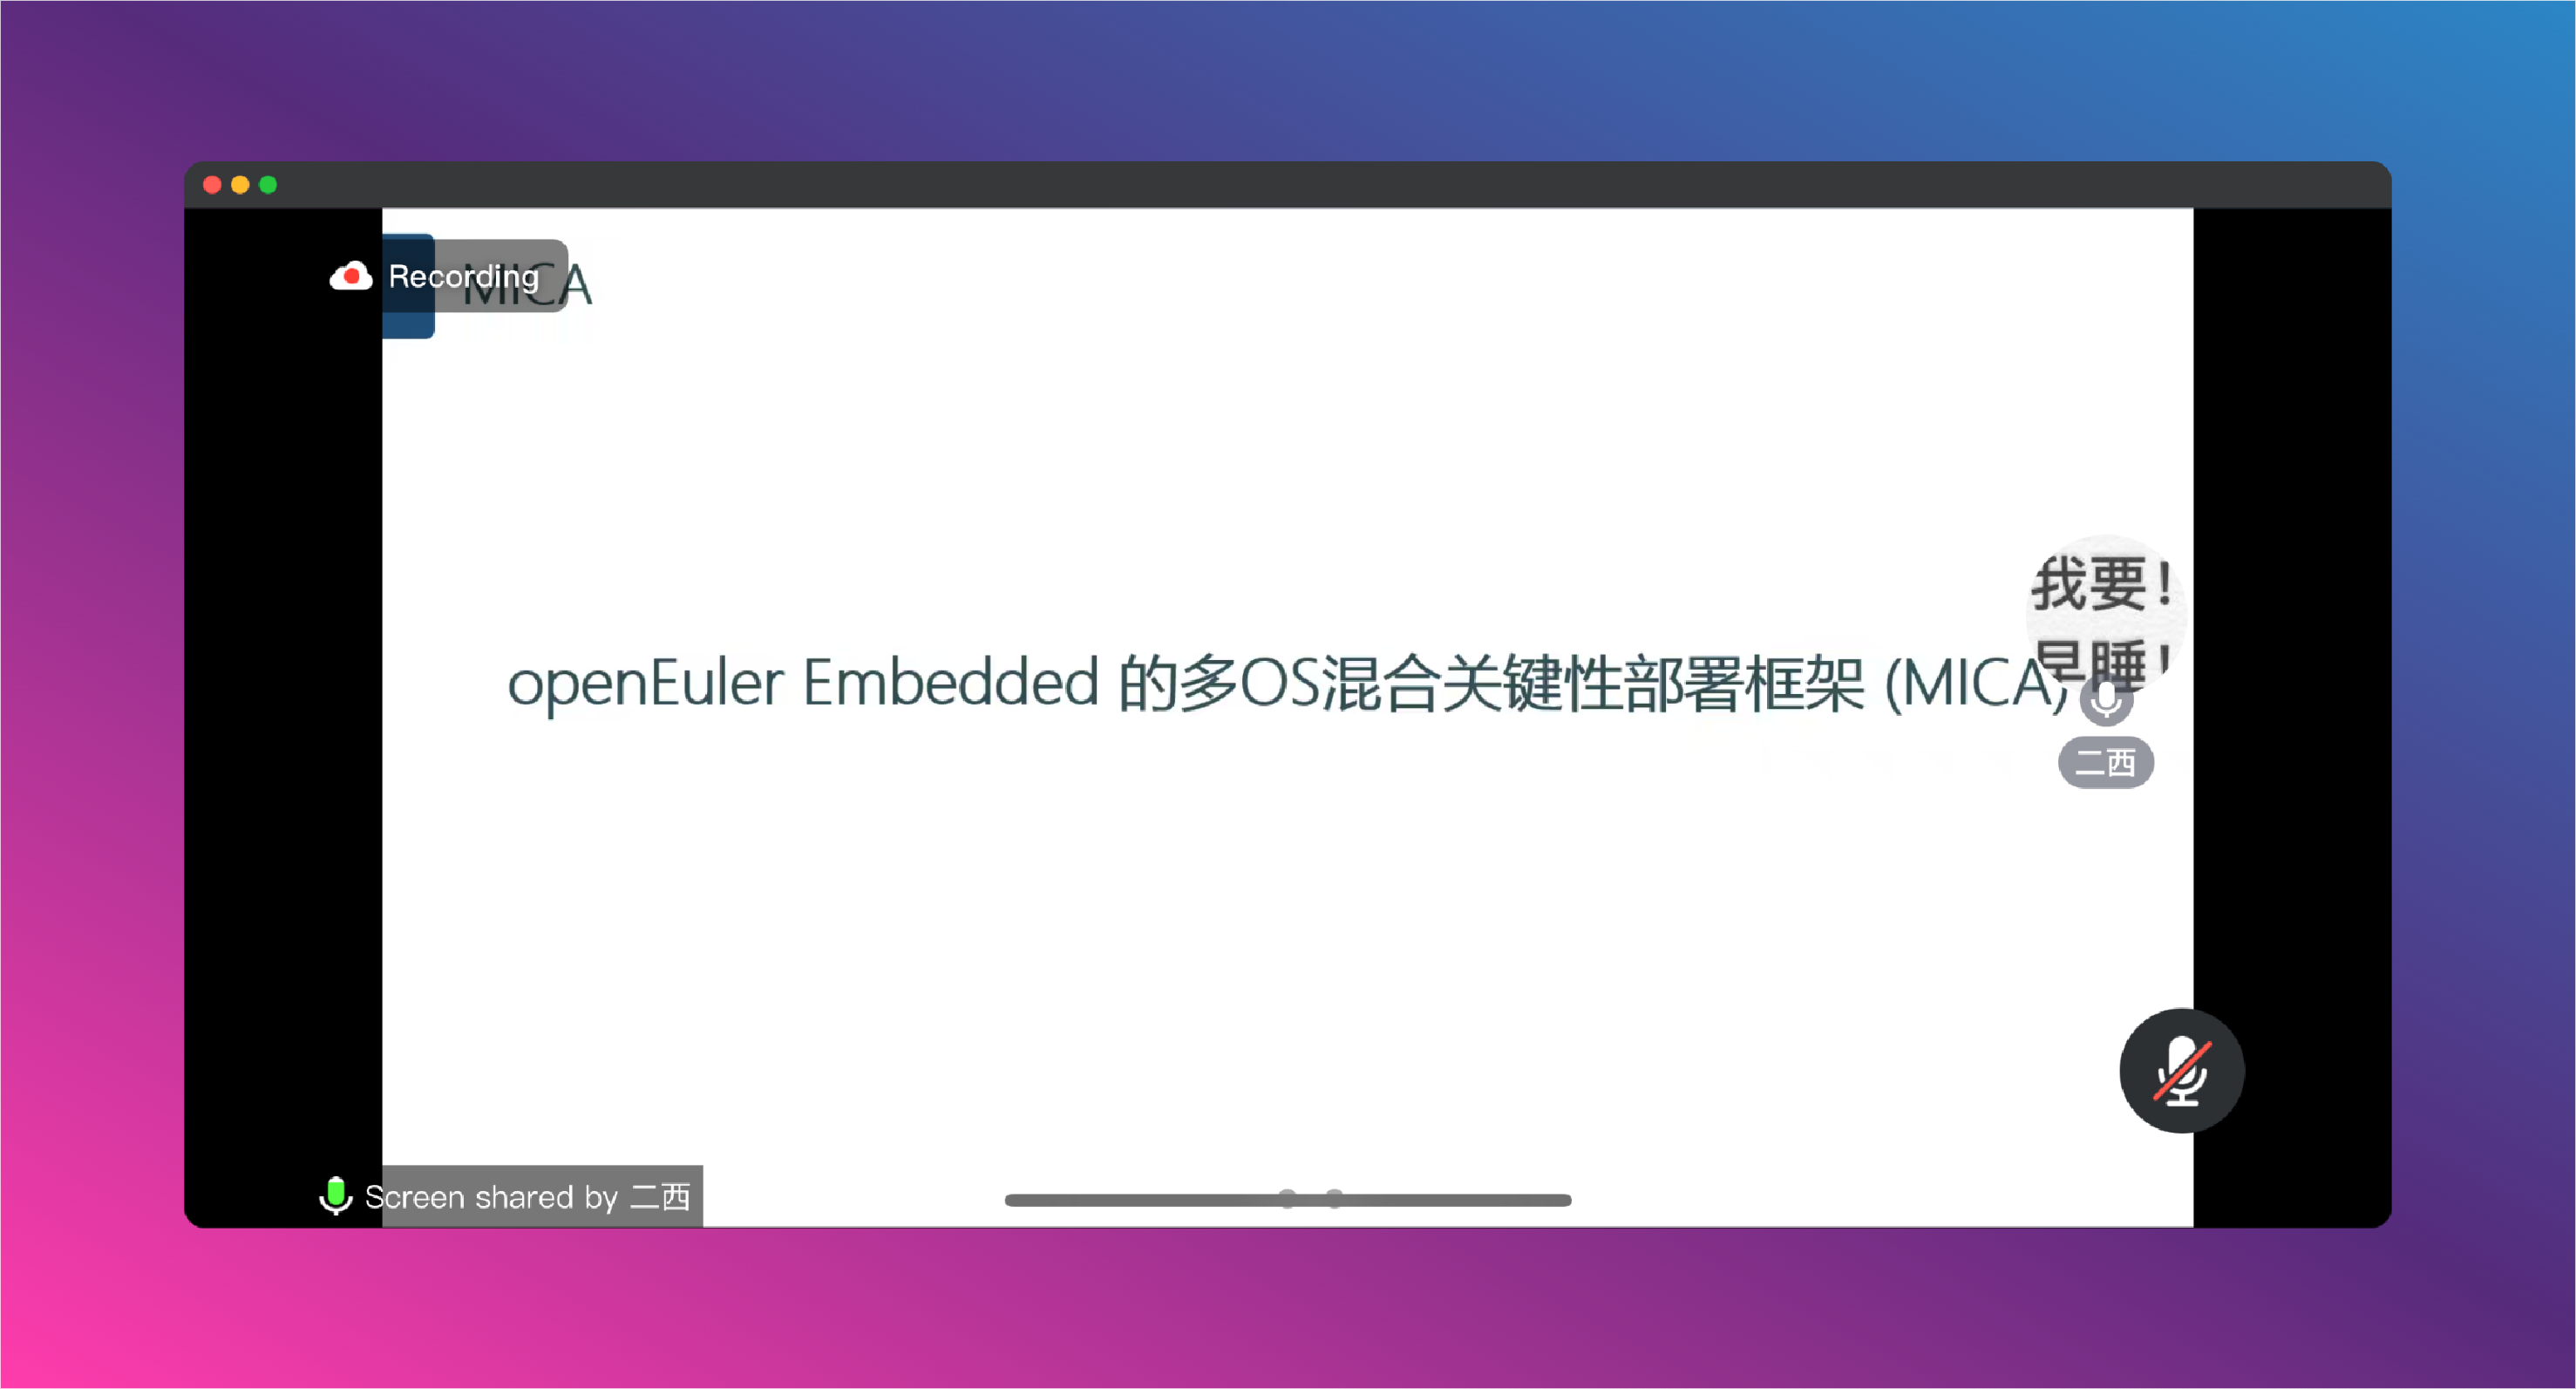 Recording
MICA
我要！
早睡！
openEuler Embedded 的多OS混合关键性部署框架 (MICA)
二西
Screen shared by 二西